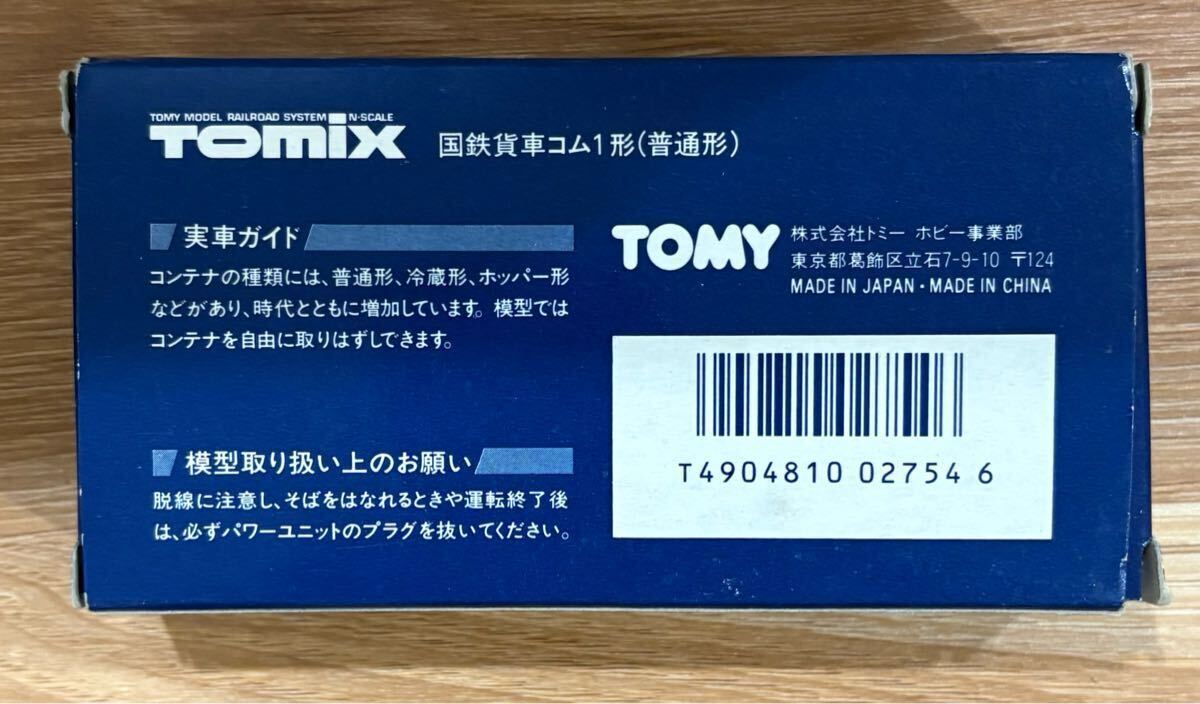 TOMY MODEL RAILROAD SYSTEM N-SCALE
TOMIX 国鉄貨車コム1形(普通形)
実車ガイド
コンテナの種類には、普通形、冷蔵形、ホッパー形
などがあり、時代とともに増加しています。模型では
コンテナを自由に取りはずしできます。
模型取り扱い上のお願い
脱線に注意し、そばをはなれるときや運転終了後
は、必ずパワーユニットのプラグを抜いてください。
TOMY 株式会社トミー ホビー事業部
東京都葛飾区立石7-9-10 〒124
MADE IN JAPAN・MADE IN CHINA
T4904810 02754 6